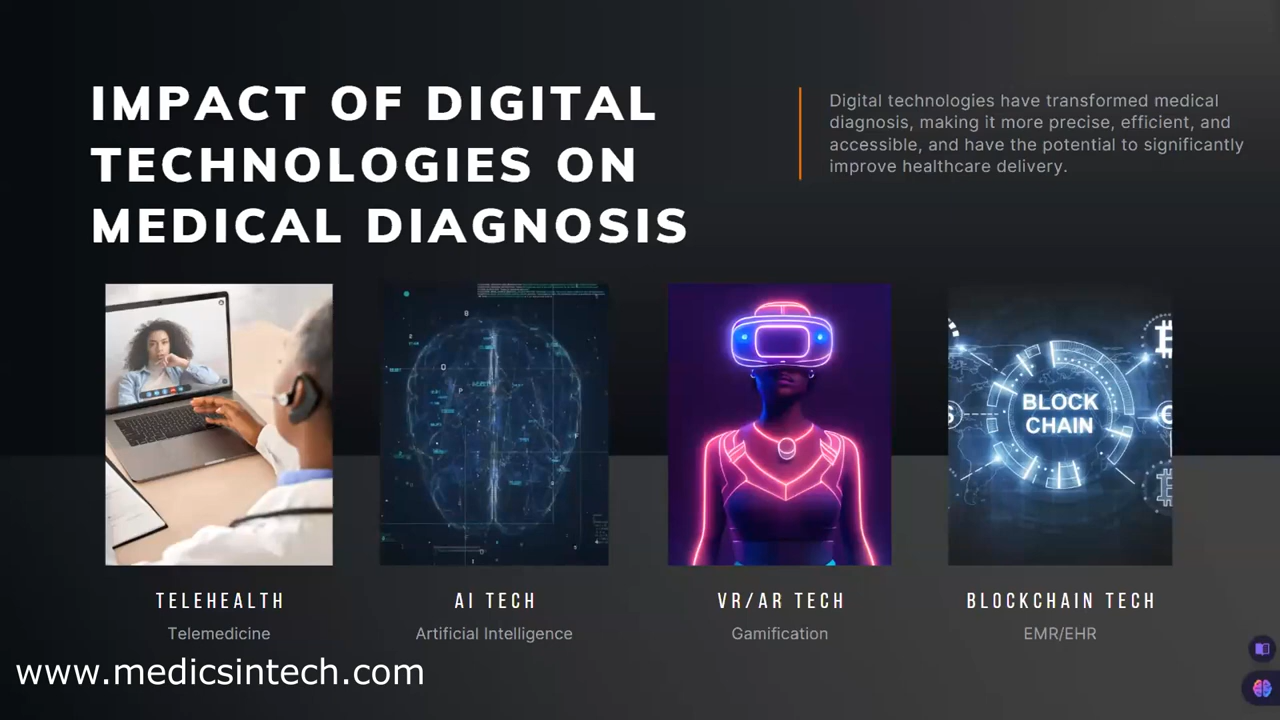 IMPACT OF DIGITAL
TECHNOLOGIES ON
MEDICAL DIAGNOSIS
Digital technologies have transformed medical
diagnosis, making it more precise, efficient, and
accessible, and have the potential to significantly
improve healthcare delivery.
BLOCK
CHAIN
TELEHEALTH
Telemedicine
AI TECH
Artificial Intelligence
VR/AR TECH
Gamification
BLOCKCHAIN TECH
EMR/EHR
www.medicsintech.com